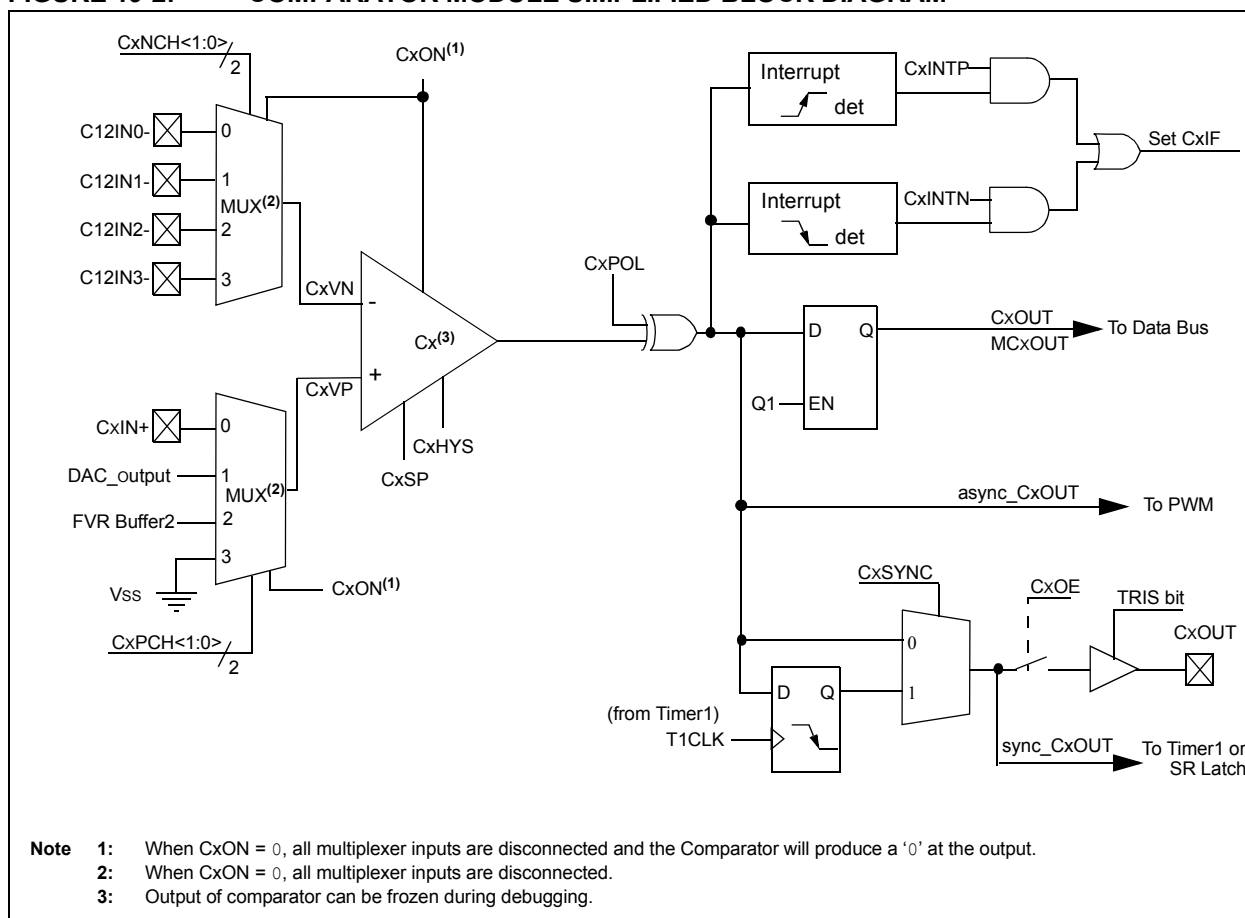 CxNCH<1:0>
2
CxON(1)
C12IN0-
0
C12IN1-
1
MUX(2)
C12IN2-
2
C12IN3-
3
CxVN
-
Cx(3)
CxVP
+
CxHYS
CxSP
CxIN+
0
DAC_output
1
MUX(2)
FVR Buffer2
2
3
VSS
CxON(1)
CxPCH<1:0>
2
CxPOL
Interrupt
det
CxINTP
Interrupt
det
CxINTN
Set CxIF
D
Q
Q1
EN
CxOUT
MCxOUT
To Data Bus
async_CxOUT
To PWM
CxSYNC
0
1
CxOE
TRIS bit
CxOUT
D
Q
(from Timer1)
T1CLK
sync_CxOUT
To Timer1 or
SR Latch
Note 1: When CxON = 0, all multiplexer inputs are disconnected and the Comparator will produce a ‘0’ at the output.
2: When CxON = 0, all multiplexer inputs are disconnected.
3: Output of comparator can be frozen during debugging.